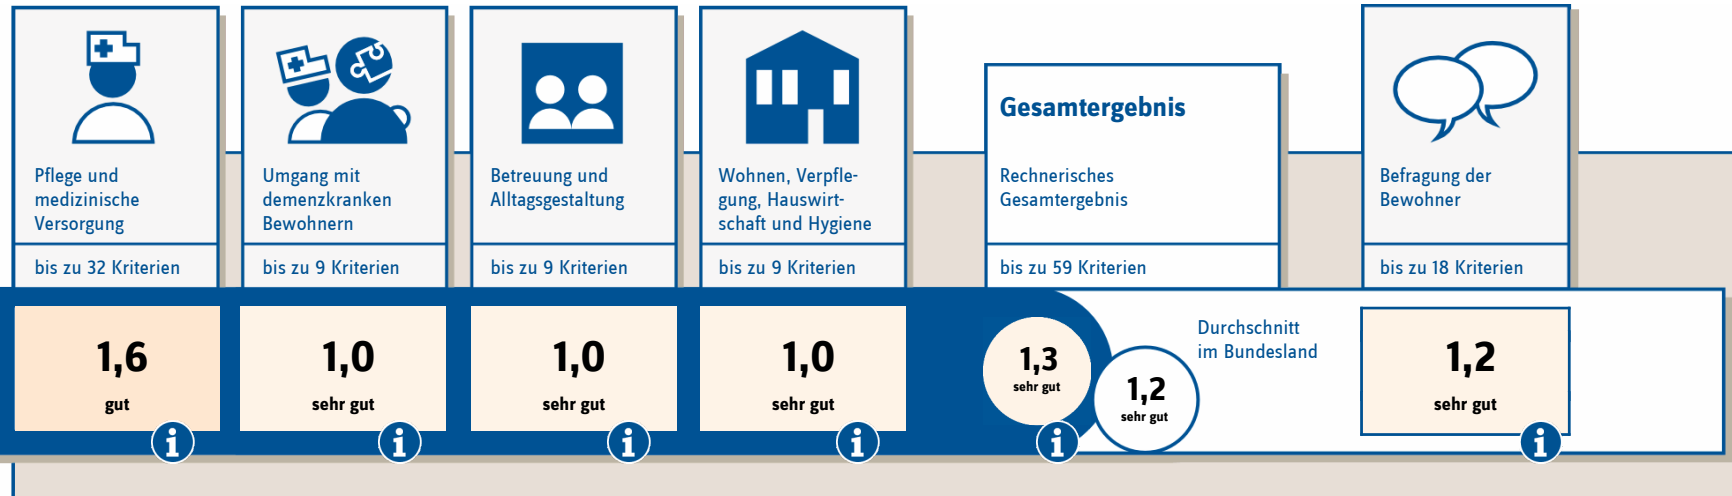 Pflege und
medizinische
Versorgung
bis zu 32 Kriterien
1,6
gut
Umgang mit
demenzkranken
Bewohnern
bis zu 9 Kriterien
1,0
sehr gut
Betreuung und
Alltagsgestaltung
bis zu 9 Kriterien
1,0
sehr gut
Wohnen, Verpfle-
gung, Hauswirt-
schaft und Hygiene
bis zu 9 Kriterien
1,0
sehr gut
Gesamtergebnis
Rechnerisches
Gesamtergebnis
bis zu 59 Kriterien
1,3
sehr gut
1,2
sehr gut
Durchschnitt
im Bundesland
Befragung der
Bewohner
bis zu 18 Kriterien
1,2
sehr gut